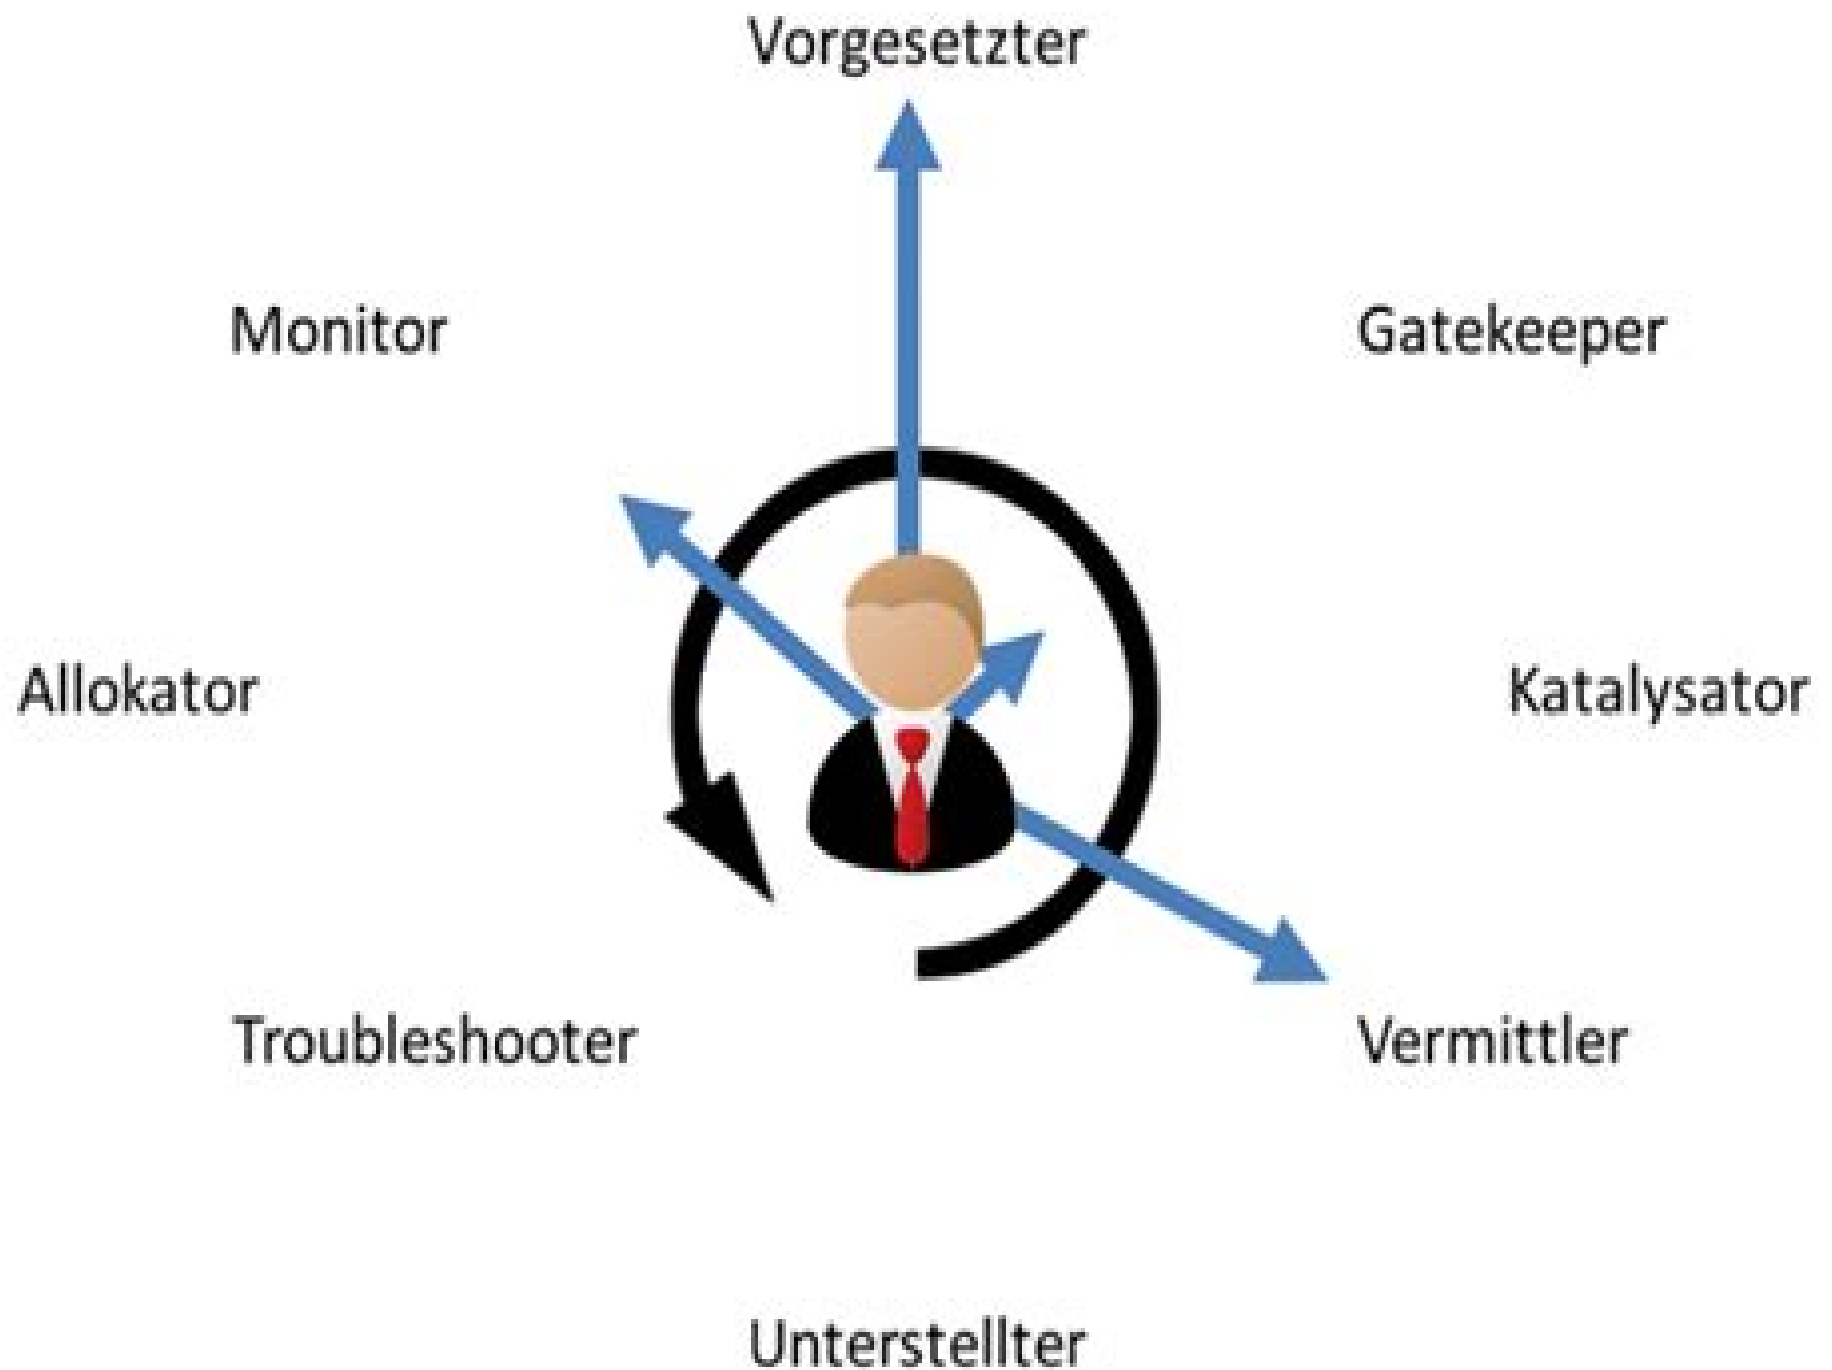 Vorgesetzter
Monitor
Gatekeeper
Allokator
Katalysator
Troubleshooter
Vermittler
Unterstellter